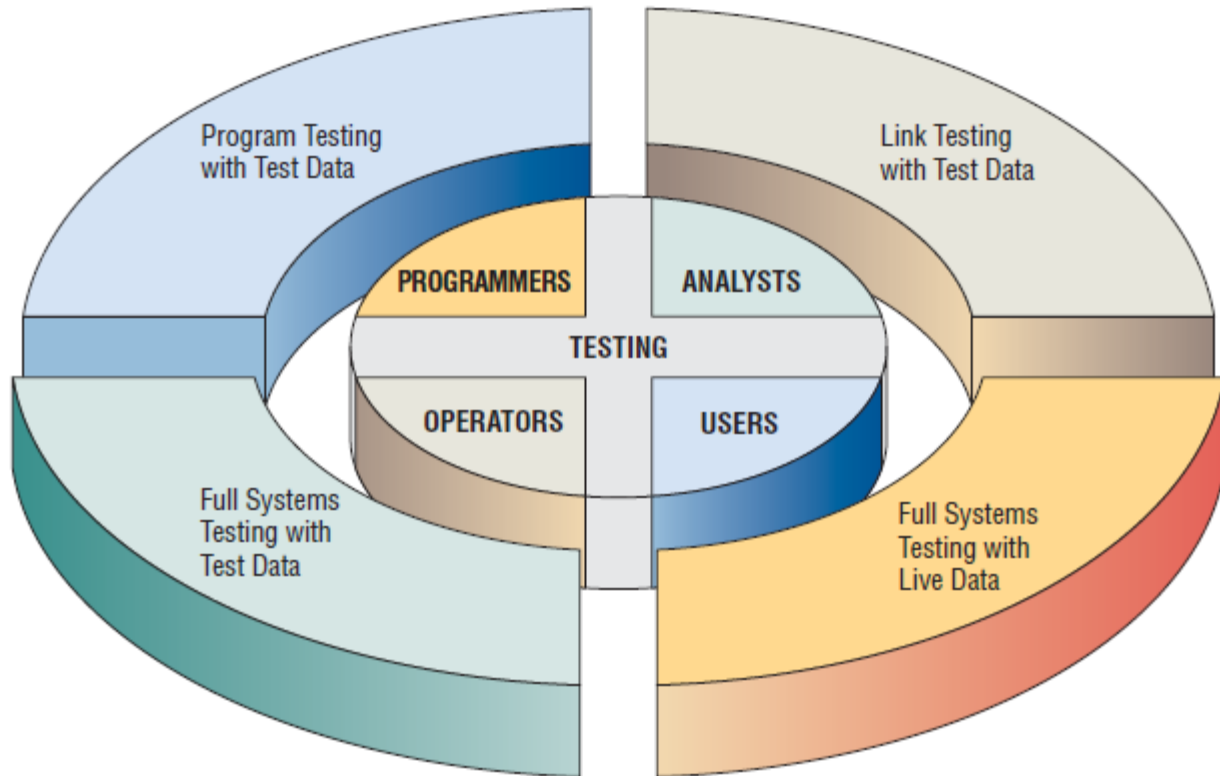 Program Testing
with Test Data
Link Testing
with Test Data
PROGRAMMERS
ANALYSTS
TESTING
OPERATORS
USERS
Full Systems
Testing with
Test Data
Full Systems
Testing with
Live Data